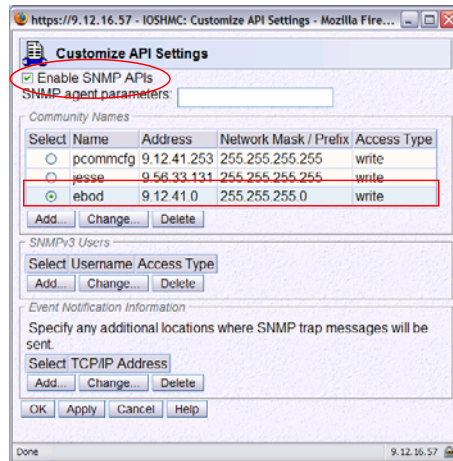 https://9.12.16.57 - IOSHMC: Customize API Settings - Mozilla Fire...
Customize API Settings
Enable SNMP APIs
SNMP agent parameters:
Community Names
Select Name Address Network Mask / Prefix Access Type
pcommcfg 9.12.41.253 255.255.255.255 write
jesse 9.56.33.131 255.255.255.255 write
ebod 9.12.41.0 255.255.255.0 write
Add... Change... Delete
SNMPv3 Users
Select Username Access Type
Add... Change... Delete
Event Notification Information
Specify any additional locations where SNMP trap messages will be
sent.
Select TCP/IP Address
Add... Change... Delete
OK Apply Cancel Help
Done 9.12.16.57